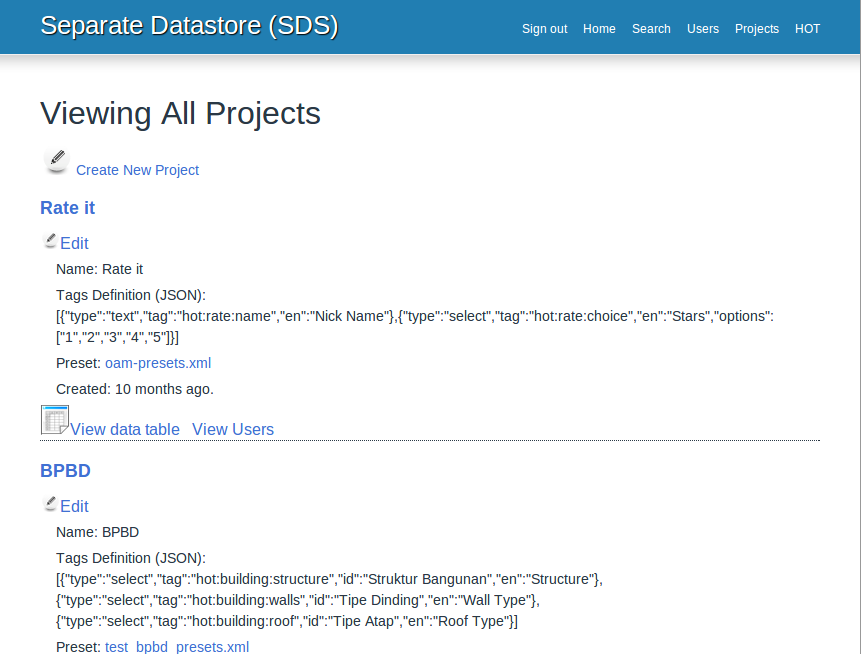 Separate Datastore (SDS)
Sign out Home Search Users Projects HOT
Viewing All Projects
Create New Project
Rate it
Edit
Name: Rate it
Tags Definition (JSON):
[{"type":"text","tag":"hot:rate:name","en":"Nick Name"},{"type":"select","tag":"hot:rate:choice","en":"Stars","options":
["1","2","3","4","5"]}]
Preset: oam-presets.xml
Created: 10 months ago.
View data table View Users
BPBD
Edit
Name: BPBD
Tags Definition (JSON):
[{"type":"select","tag":"hot:building:structure","id":"Struktur Bangunan","en":"Structure"},
{"type":"select","tag":"hot:building:walls","id":"Tipe Dinding","en":"Wall Type"},
{"type":"select","tag":"hot:building:roof","id":"Tipe Atap","en":"Roof Type"}]
Preset: test_bpbd_presets.xml